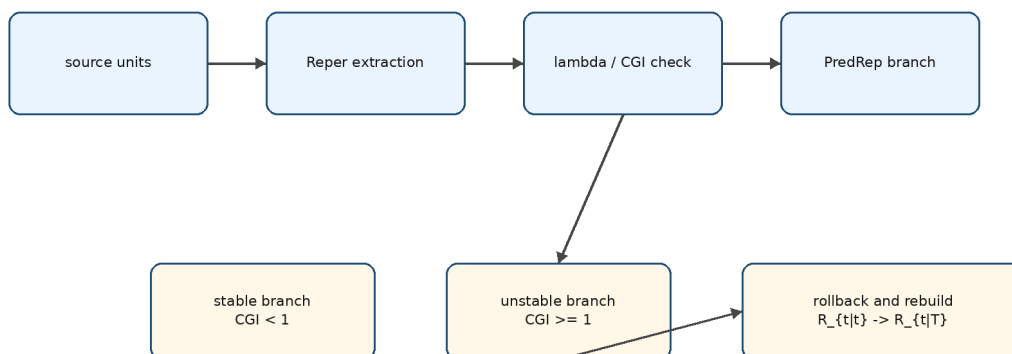 source units
Reper extraction
lambda / CGI check
PredRep branch
stable branch
CGI < 1
unstable branch
CGI >= 1
rollback and rebuild
R_{t|t} -> R_{t|T}